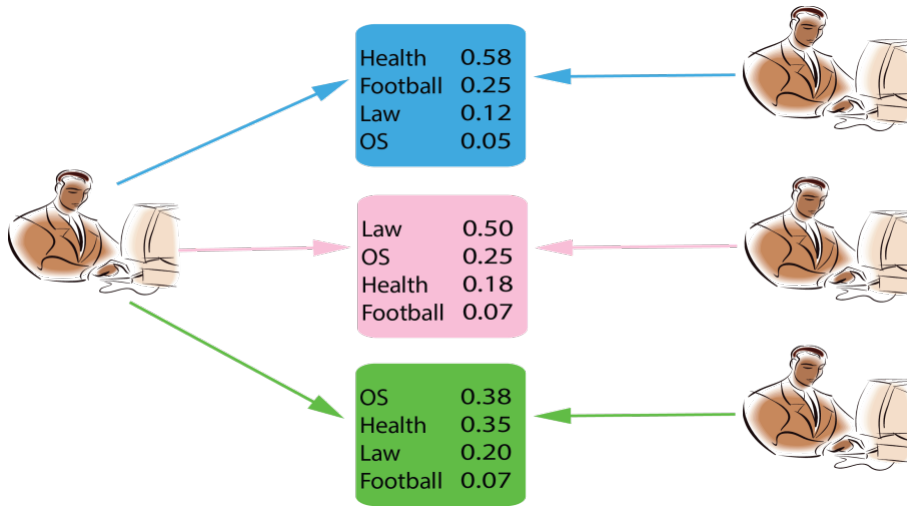 Health 0.58
Football 0.25
Law 0.12
OS 0.05
Law 0.50
OS 0.25
Health 0.18
Football 0.07
OS 0.38
Health 0.35
Law 0.20
Football 0.07